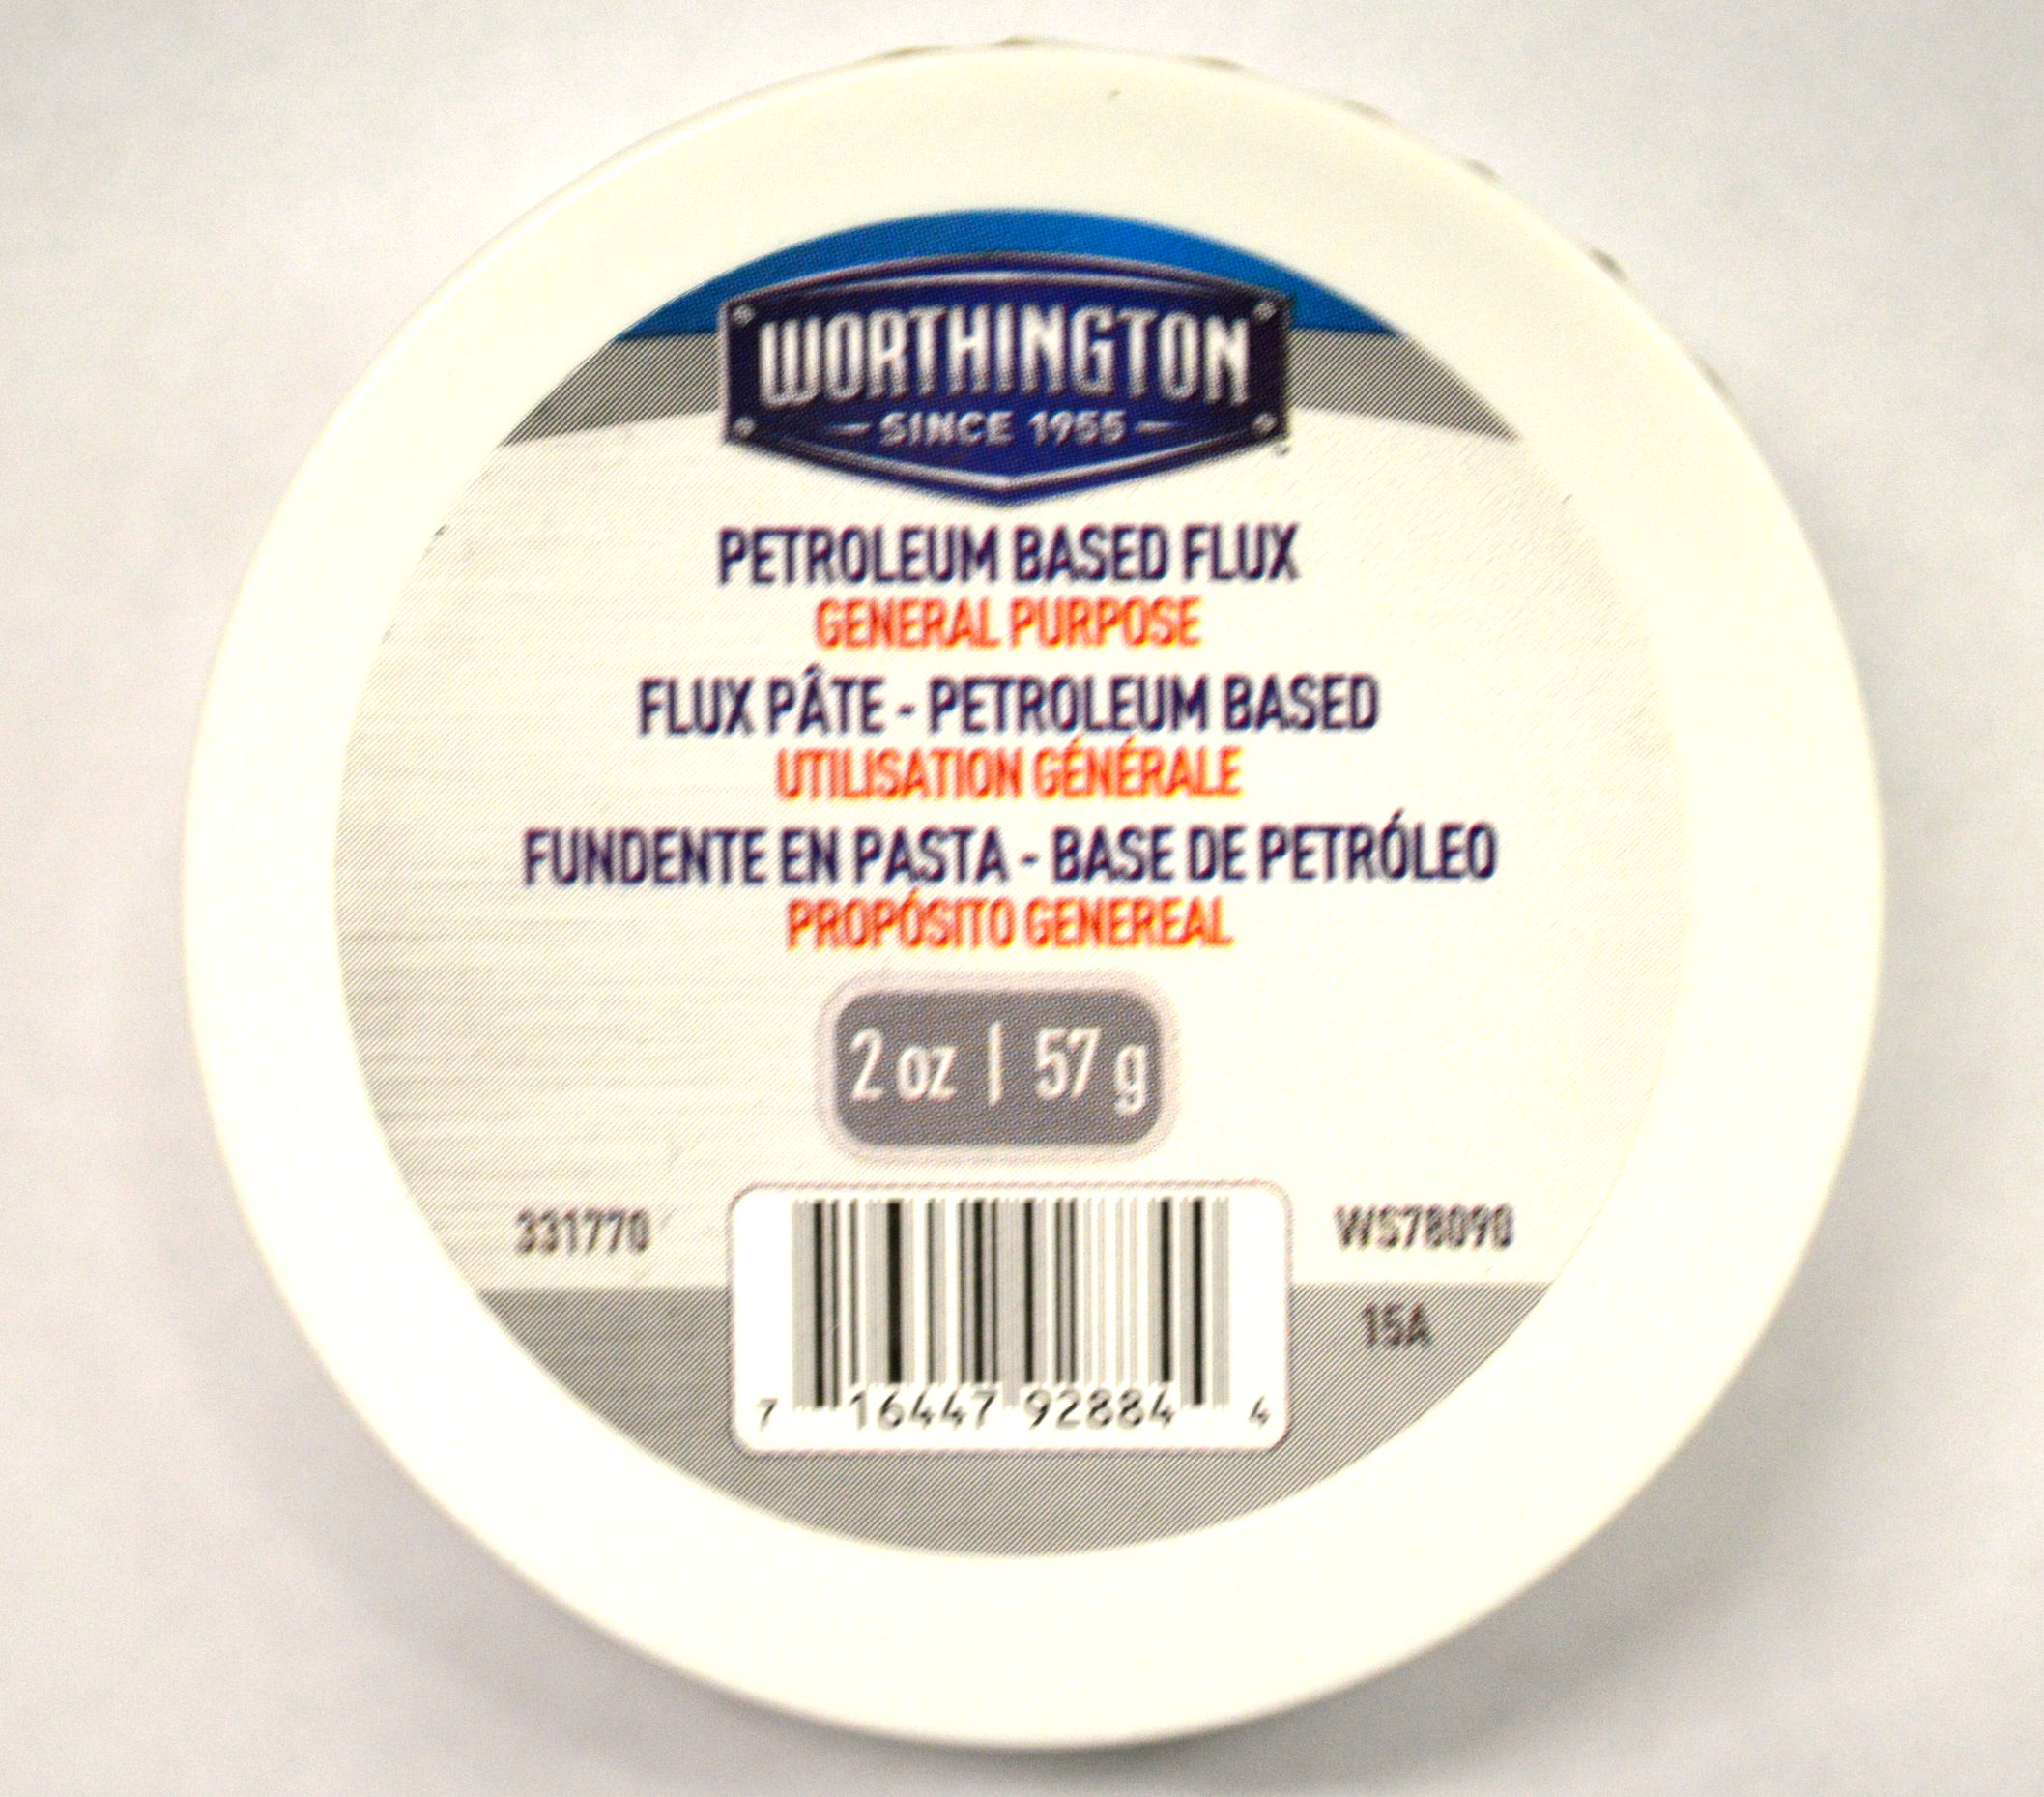 WORTHINGTON
SINCE 1955
PETROLEUM BASED FLUX
GENERAL PURPOSE
FLUX PÂTE - PETROLEUM BASED
UTILISATION GÉNÉRALE
FUNDENTE EN PASTA - BASE DE PETRÓLEO
PROPÓSITO GENEREAL
2 oz | 57 g
331770
WS78090
15A
7 16447 92884 4